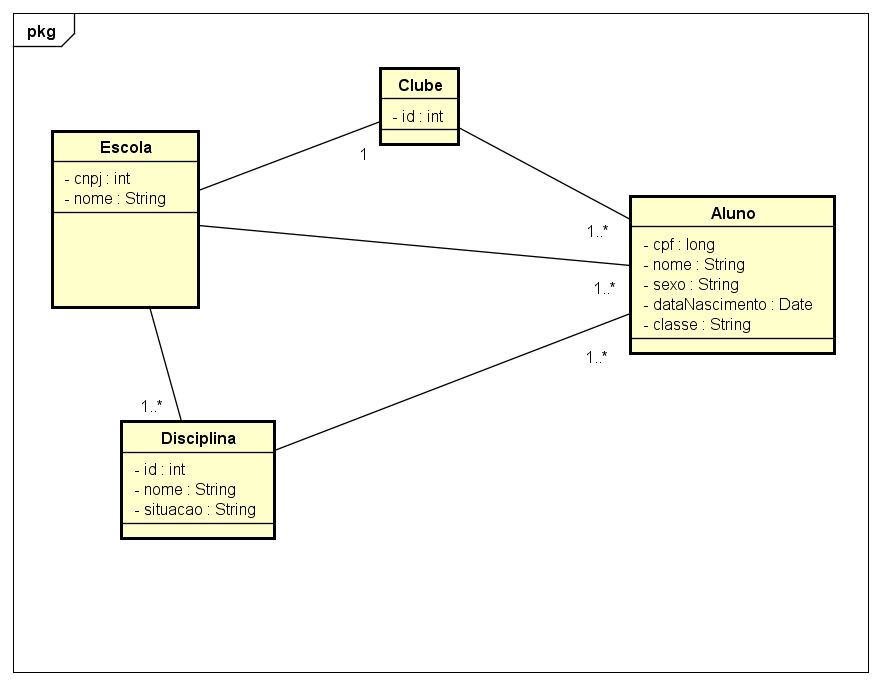 pkg
Clube
- id : int
1
Escola
- cnpj : int
- nome : String
1..*
Aluno
- cpf : long
- nome : String
- sexo : String
- dataNascimento : Date
- classe : String
1..*
1..*
1..*
Disciplina
- id : int
- nome : String
- situacao : String